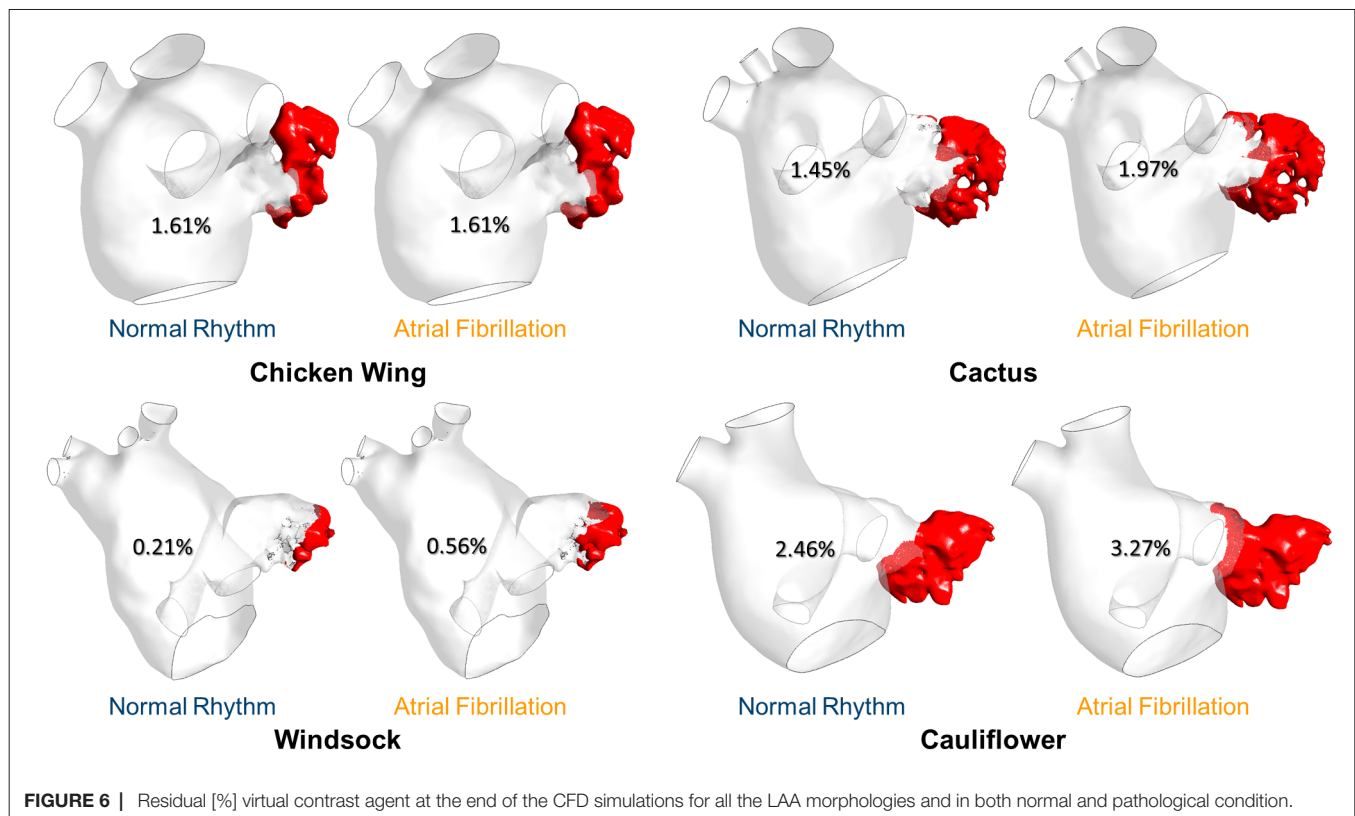 1.61%
1.61%
1.45%
1.97%
Normal Rhythm
Atrial Fibrillation
Normal Rhythm
Atrial Fibrillation
Chicken Wing
Cactus
0.21%
0.56%
2.46%
3.27%
Normal Rhythm
Atrial Fibrillation
Normal Rhythm
Atrial Fibrillation
Windsock
Cauliflower
FIGURE 6 | Residual [%] virtual contrast agent at the end of the CFD simulations for all the LAA morphologies and in both normal and pathological condition.